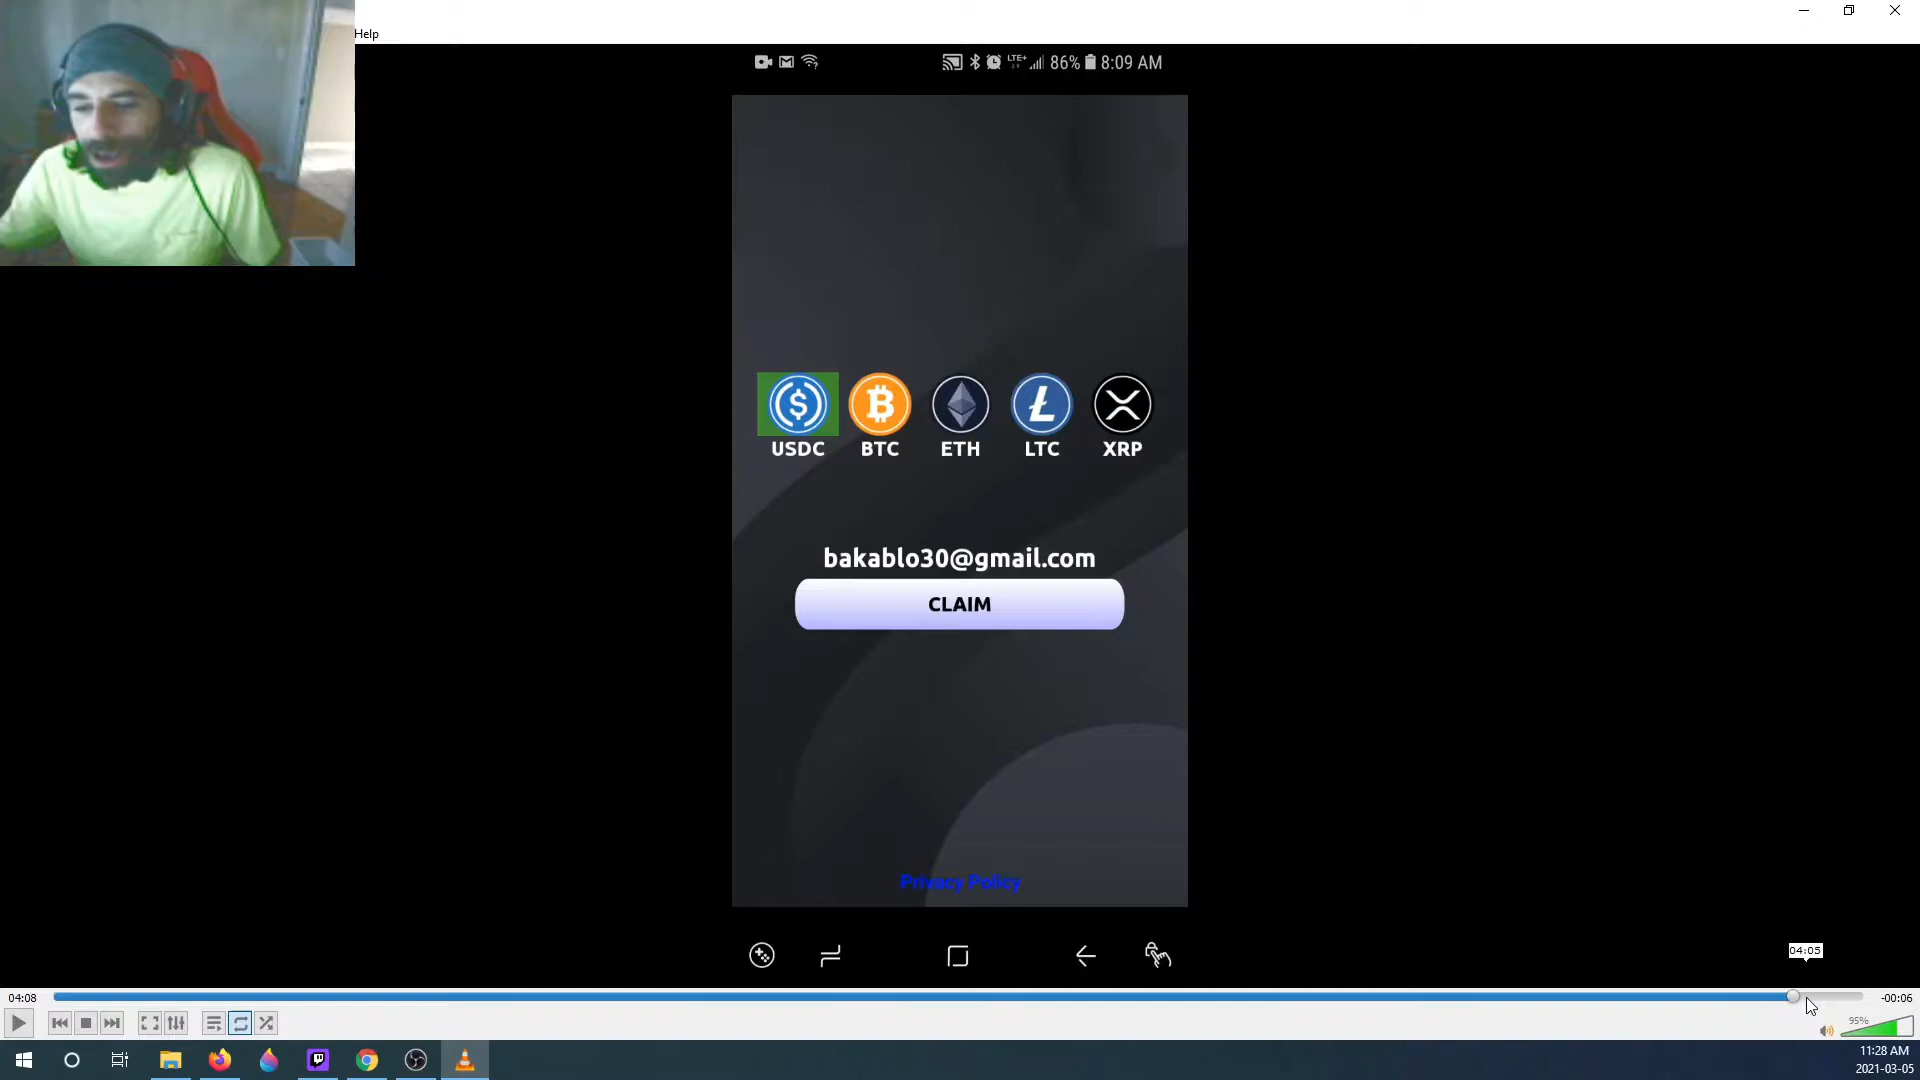 Help
LTE+ 86% 8:09 AM
USDC BTC ETH LTC XRP
bakablo30@gmail.com
CLAIM
Privacy Policy
04:05
04:08 -00:06
95%
11:28 AM
2021-03-05